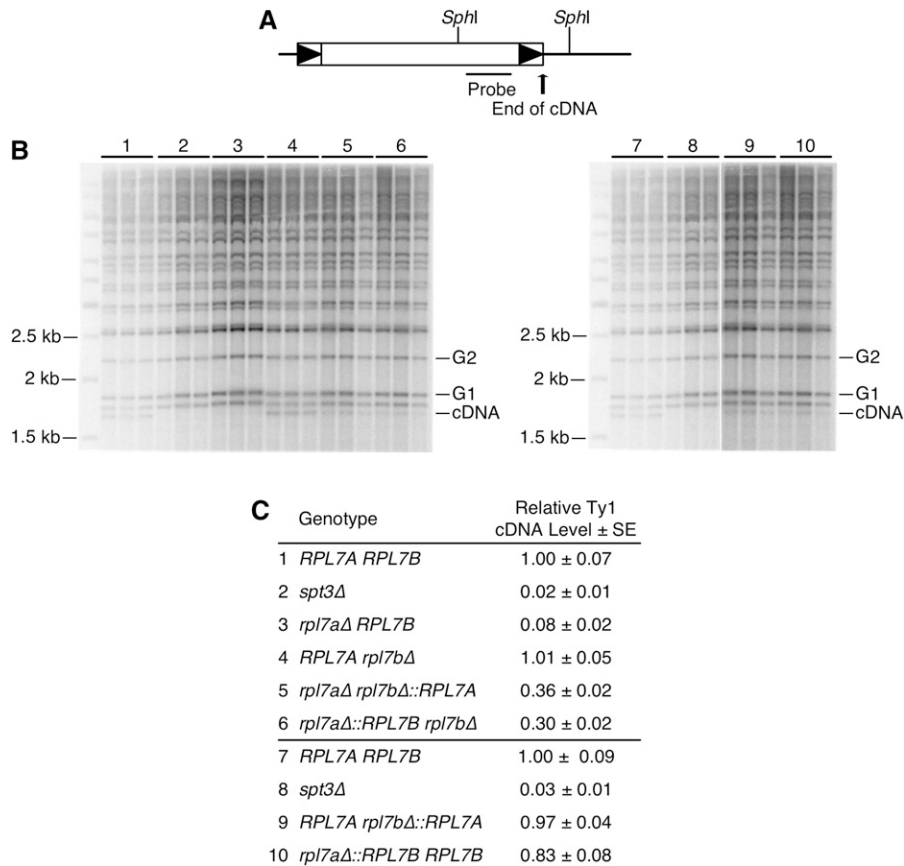 A
SphI SphI
Probe
End of cDNA
B
1 2 3 4 5 6
7 8 9 10
2.5 kb
2 kb
1.5 kb
G2
G1
cDNA
2.5 kb
2 kb
1.5 kb
G2
G1
cDNA
C
Genotype Relative Ty1 cDNA Level ± SE
1 RPL7A RPL7B 1.00 ± 0.07
2 spt3Δ 0.02 ± 0.01
3 rpl7aΔ RPL7B 0.08 ± 0.02
4 RPL7A rpl7bΔ 1.01 ± 0.05
5 rpl7aΔ rpl7bΔ::RPL7A 0.36 ± 0.02
6 rpl7aΔ::RPL7B rpl7bΔ 0.30 ± 0.02
7 RPL7A RPL7B 1.00 ± 0.09
8 spt3Δ 0.03 ± 0.01
9 RPL7A rpl7bΔ::RPL7A 0.97 ± 0.04
10 rpl7aΔ::RPL7B RPL7B 0.83 ± 0.08